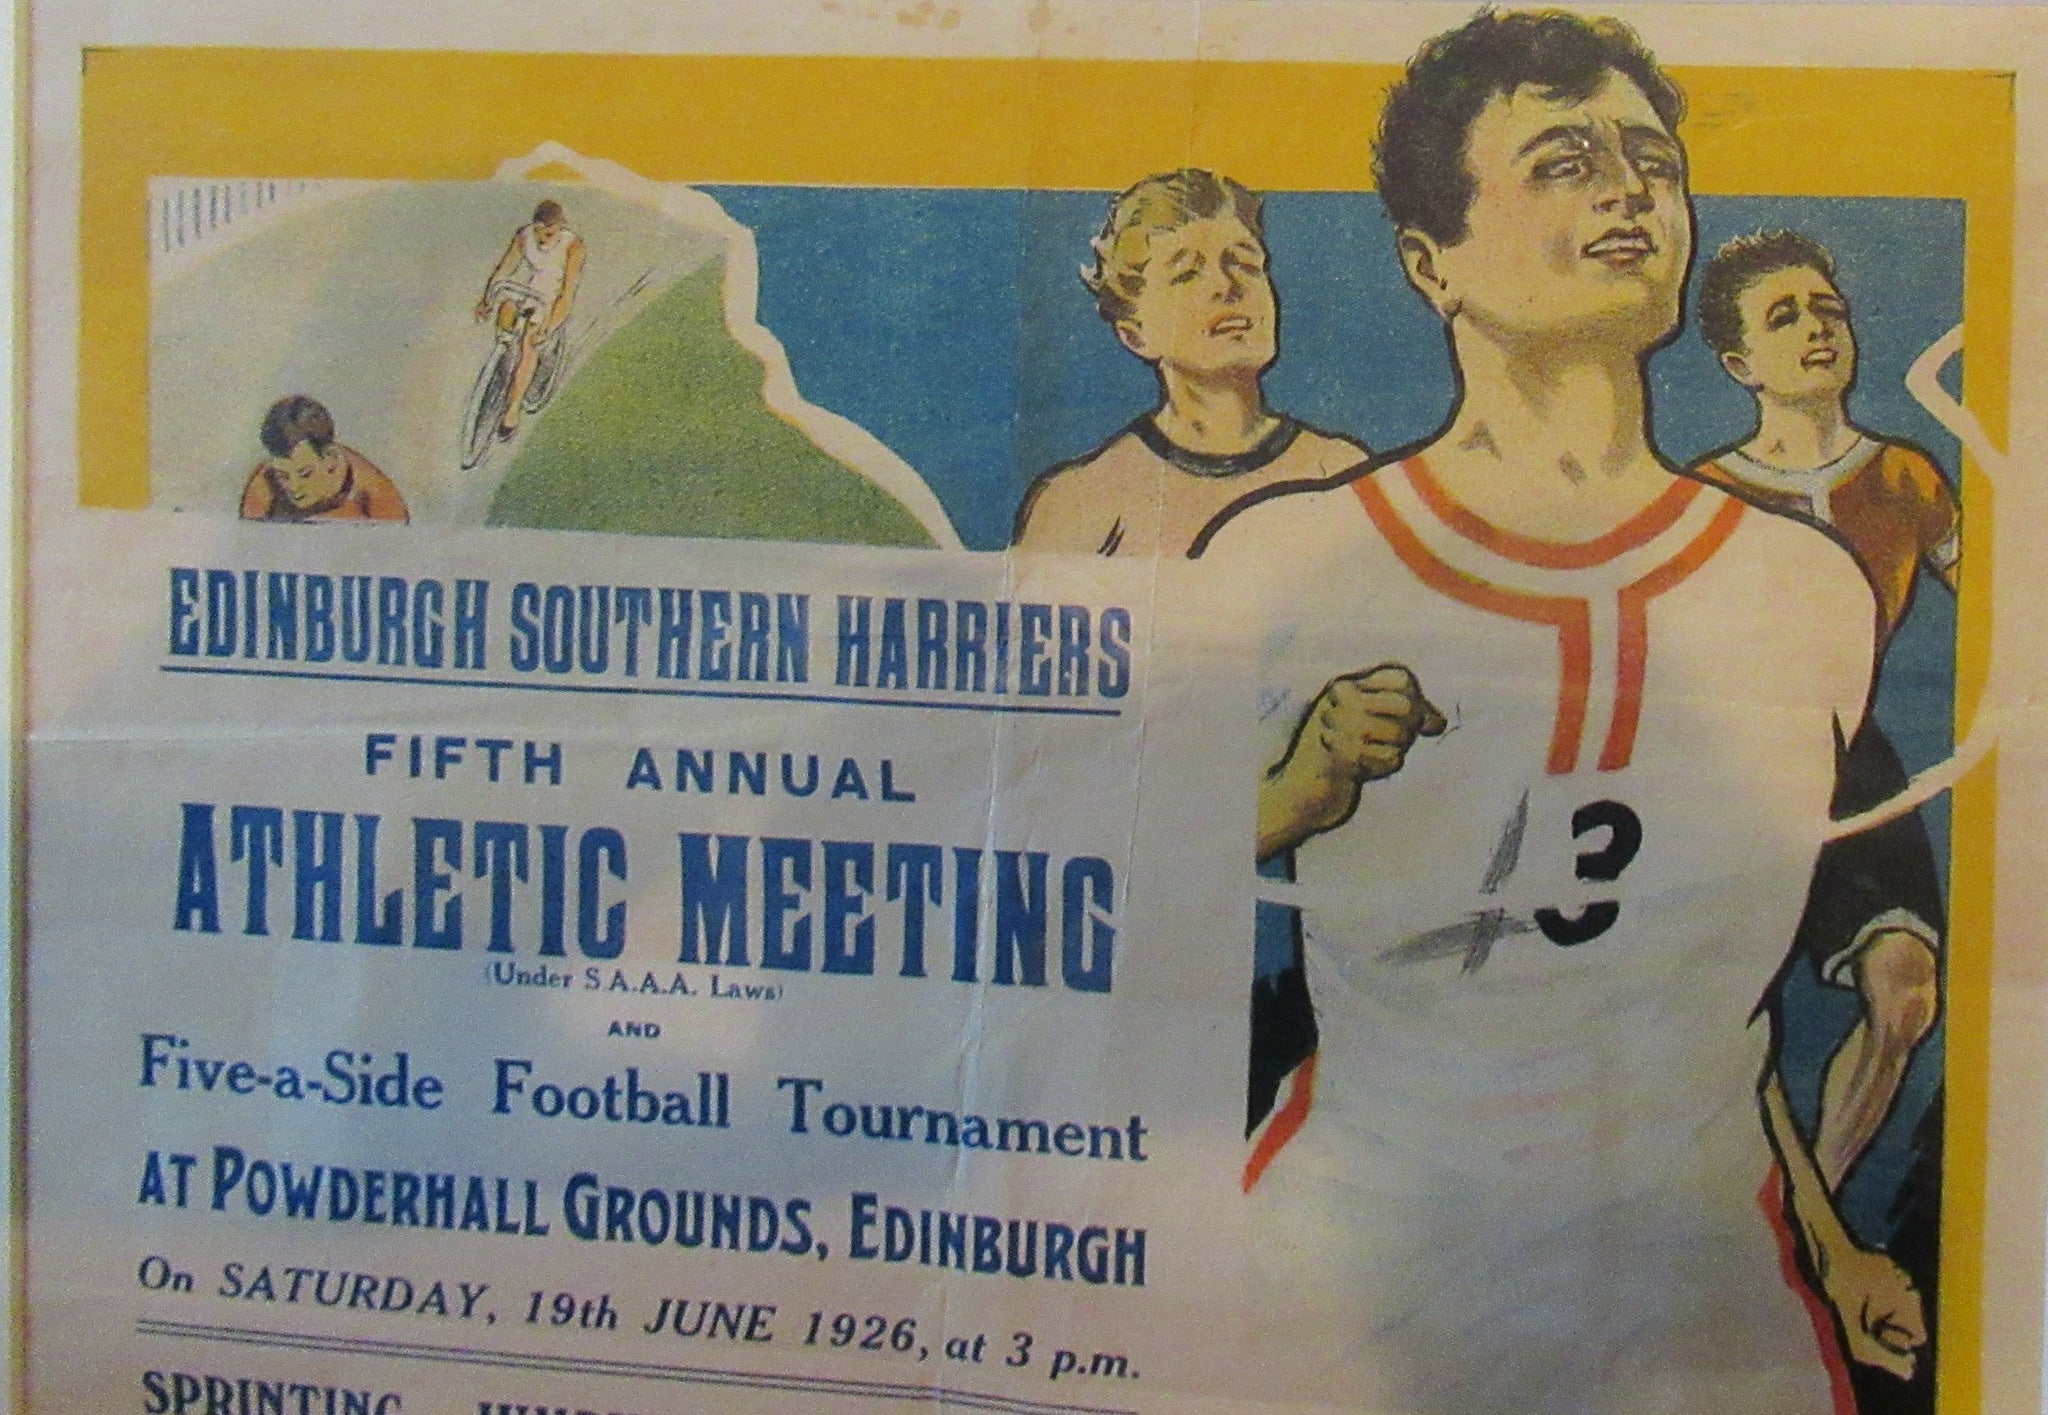 EDINBURGH SOUTHERN HARRIERS
FIFTH ANNUAL
ATHLETIC MEETING
(Under S.A.A.A. Laws)
AND
Five-a-Side Football Tournament
AT POWDERHALL GROUNDS, EDINBURGH
On SATURDAY, 19th JUNE 1926, at 3 p.m.
SPRINTING
3